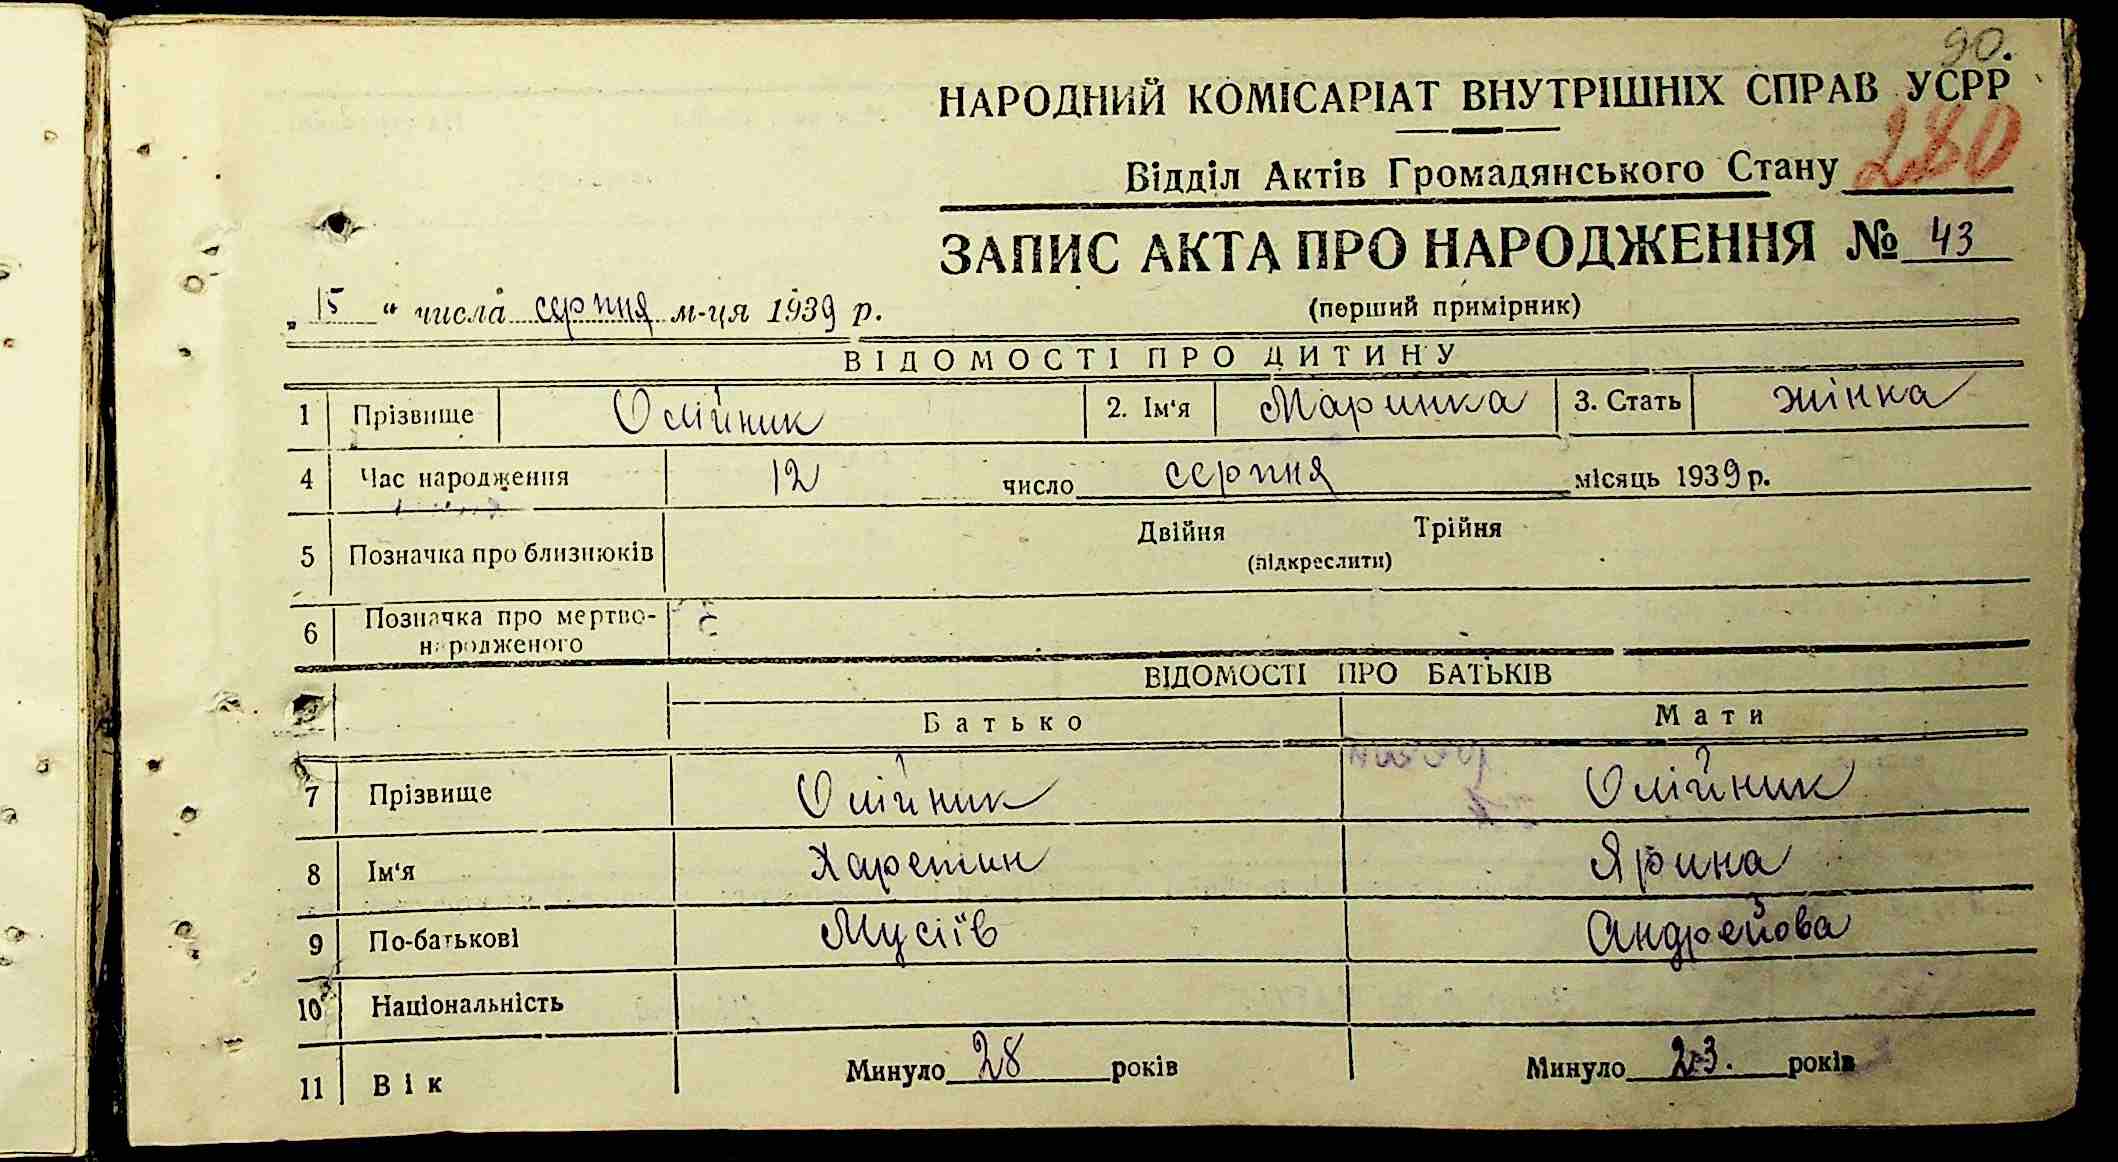 90.
НАРОДНИЙ КОМІСАРІАТ ВНУТРІШНІХ СПРАВ УСРР
Відділ Актів Громадянського Стану 280
ЗАПИС АКТА ПРО НАРОДЖЕННЯ № 43
„15“ числа серпня м-ця 1939 р.
(перший примірник)
ВІДОМОСТІ ПРО ДИТИНУ
1 Прізвище Олійник 2. Ім'я Маринка 3. Стать жінка
4 Час народження 12 число серпня місяць 1939 р.
5 Позначка про близнюків Двійня Трійня
(підкреслити)
6 Позначка про мертво-
народженого
ВІДОМОСТІ ПРО БАТЬКІВ
Батько Мати
7 Прізвище Олійник Олійник
8 Ім'я Харетин Ярина
9 По-батькові Мусіїв Андрейова
10 Національність
11 Вік Минуло 28 років Минуло 23. років